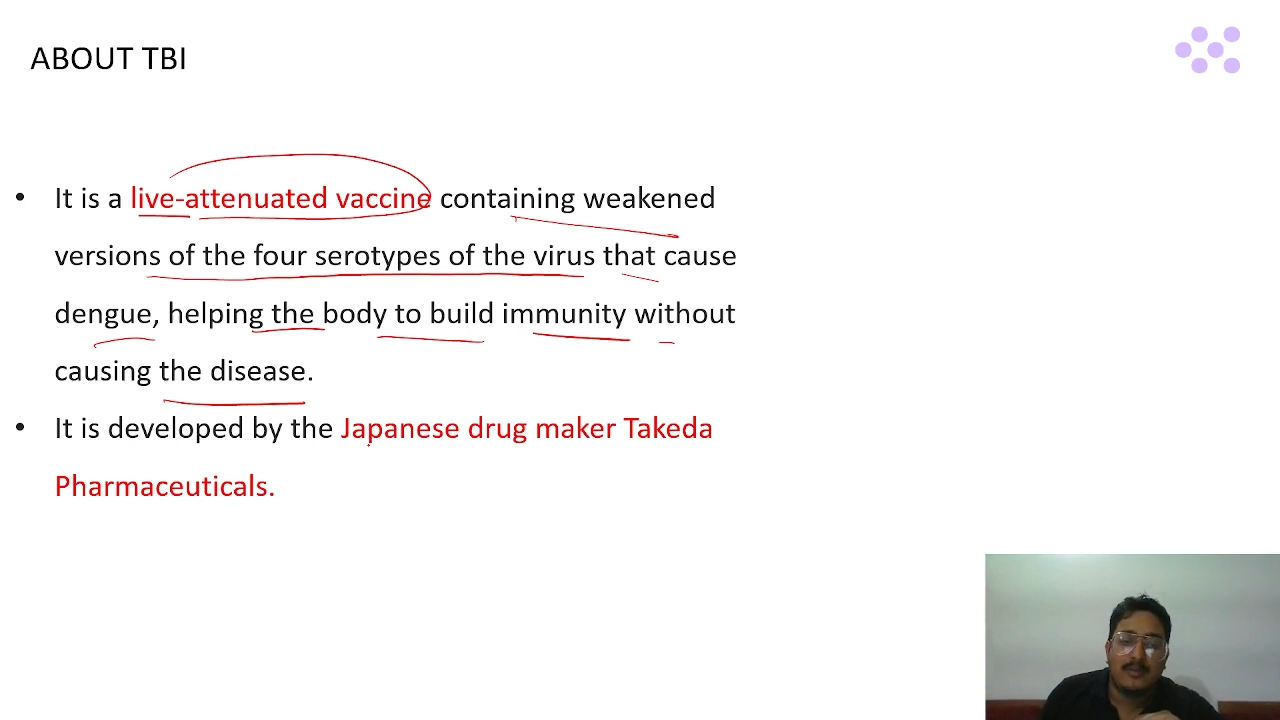 ABOUT TBI
• It is a live-attenuated vaccine containing weakened
versions of the four serotypes of the virus that cause
dengue, helping the body to build immunity without
causing the disease.
• It is developed by the Japanese drug maker Takeda
Pharmaceuticals.